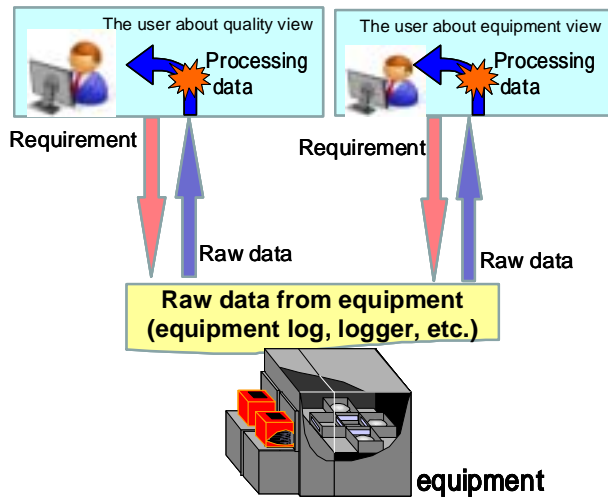 The user about quality view
Processing
data
Requirement
Raw data
The user about equipment view
Processing
data
Requirement
Raw data
Raw data from equipment
(equipment log, logger, etc.)
equipment